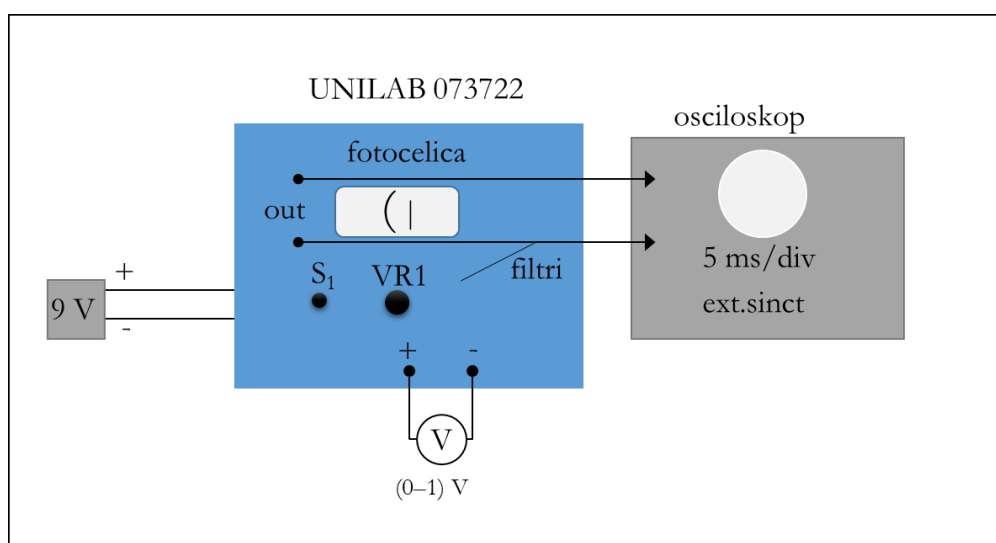 UNILAB 073722
osciloskop
fotocelica
out
( |
S₁ VR1 filtri
5 ms/div
ext.sinct
+
9 V
-
+ -
V
(0–1) V